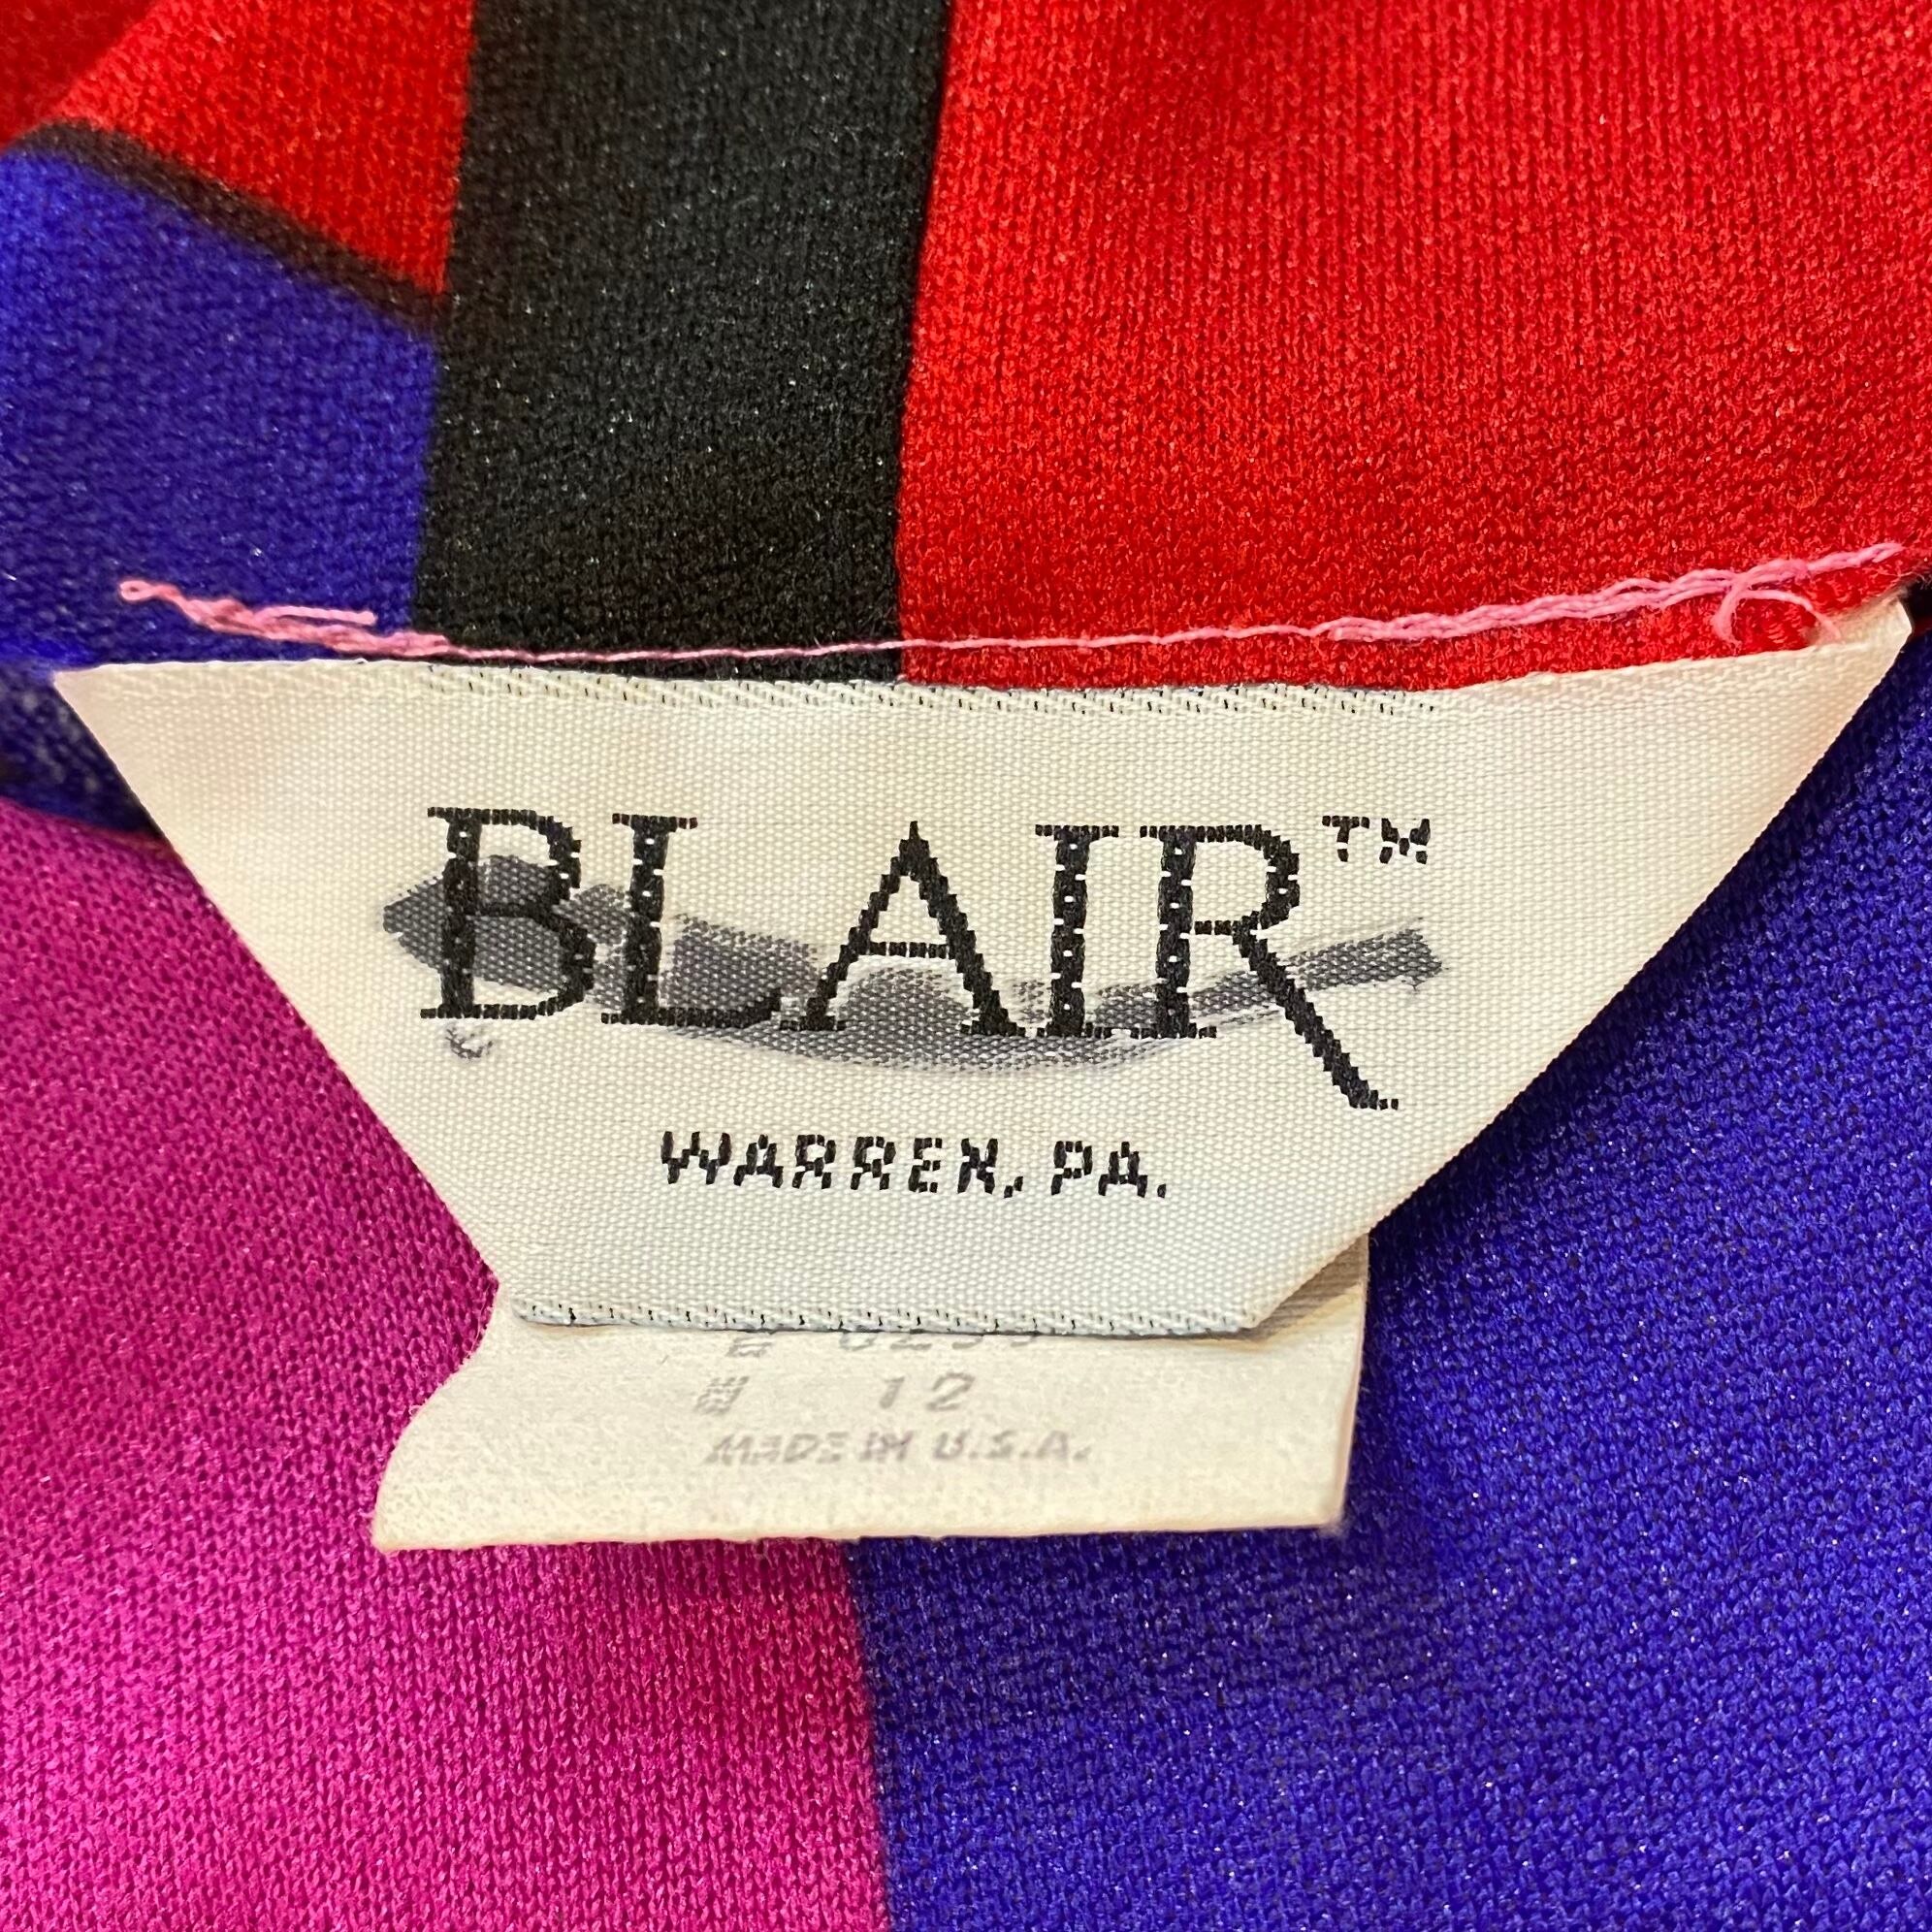 BLAIR™
WARREN, PA.
12
MADE IN U.S.A.